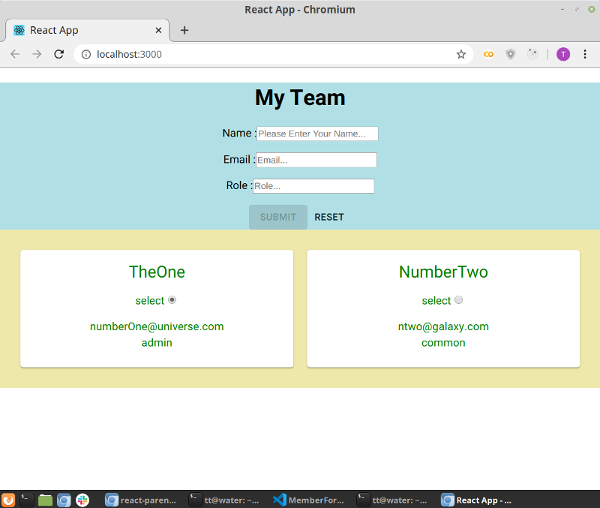 React App - Chromium
React App
localhost:3000
T
My Team
Name : Please Enter Your Name...
Email : Email...
Role : Role...
SUBMIT RESET
TheOne
select
numberOne@universe.com
admin
NumberTwo
select
ntwo@galaxy.com
common
react-paren... tt@water: ~... MemberFor... tt@water: ~... React App - ...